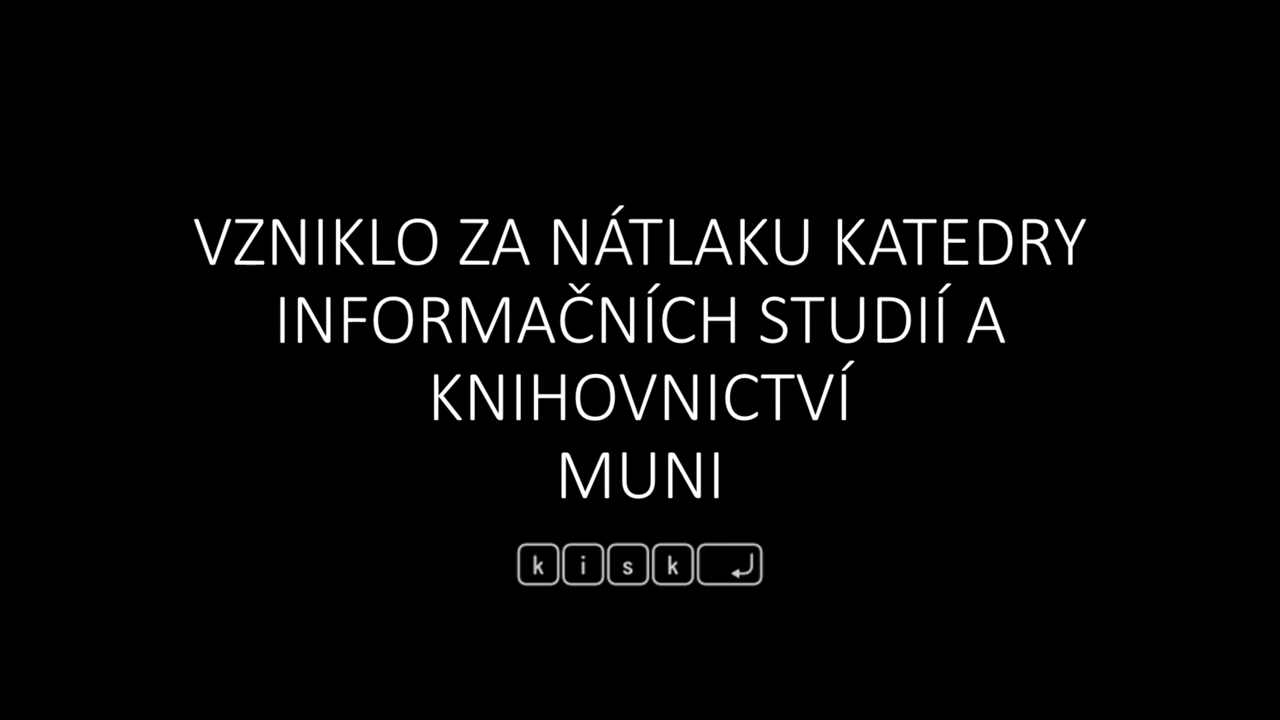 VZNIKLO ZA NÁTLAKU KATEDRY
INFORMAČNÍCH STUDIÍ A
KNIHOVNICTVÍ
MUNI
kisk